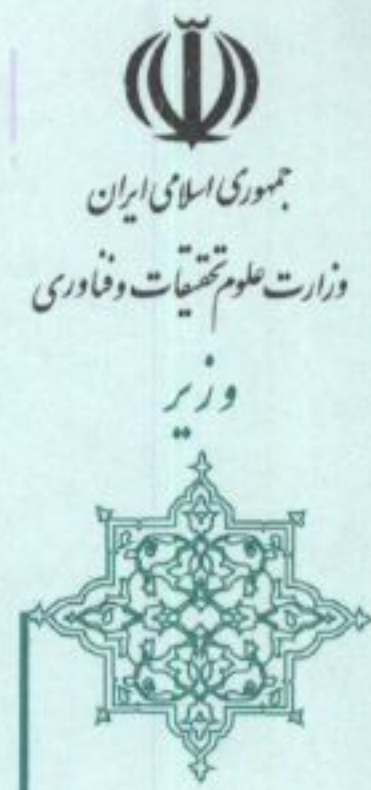 جمهوری اسلامی ایران
وزارت علوم تحقیقات و فناوری
وزیر